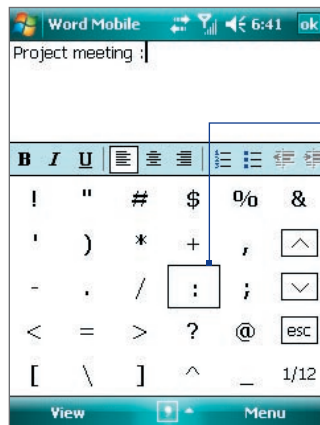 Word Mobile 6:41 ok
Project meeting :
B I U
! " # $ % &
' ) * + ,
- . / : ;
< = > ? @ esc
[ \ ] ^ _ 1/12
View Menu